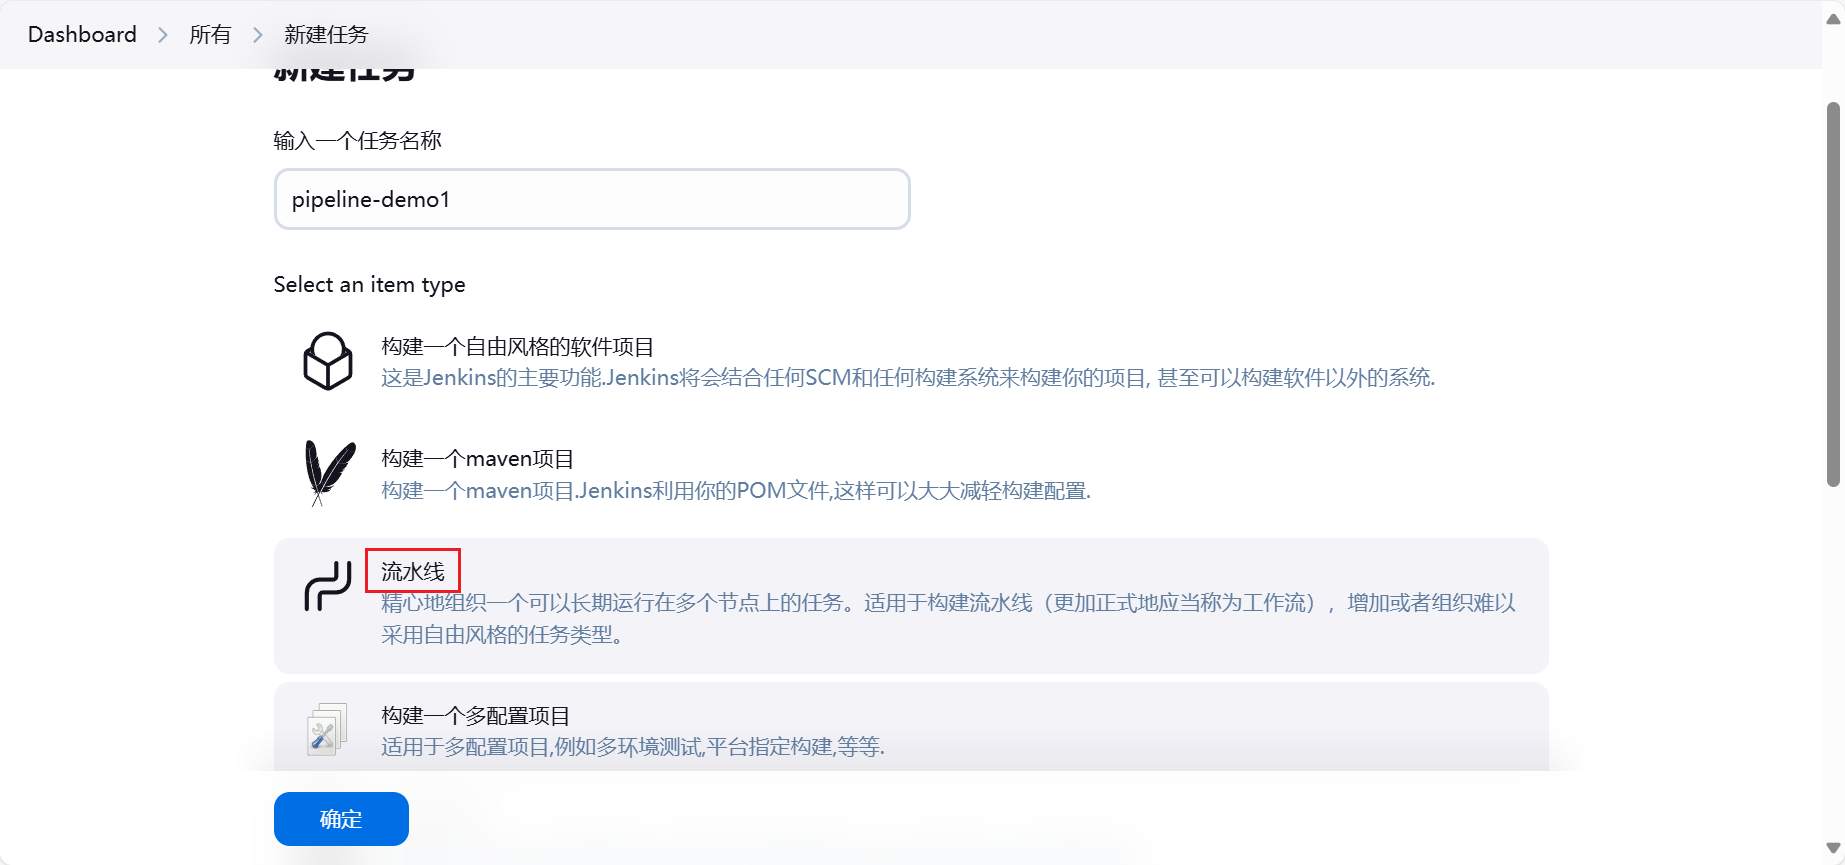 Dashboard > 所有 > 新建任务
新建任务
输入一个任务名称
pipeline-demo1
Select an item type
构建一个自由风格的软件项目
这是Jenkins的主要功能.Jenkins将会结合任何SCM和任何构建系统来构建你的项目, 甚至可以构建软件以外的系统.
构建一个maven项目
构建一个maven项目.Jenkins利用你的POM文件,这样可以大大减轻构建配置.
流水线
精心地组织一个可以长期运行在多个节点上的任务。适用于构建流水线（更加正式地应当称为工作流），增加或者组织难以
采用自由风格的任务类型。
构建一个多配置项目
适用于多配置项目,例如多环境测试,平台指定构建,等等.
确定